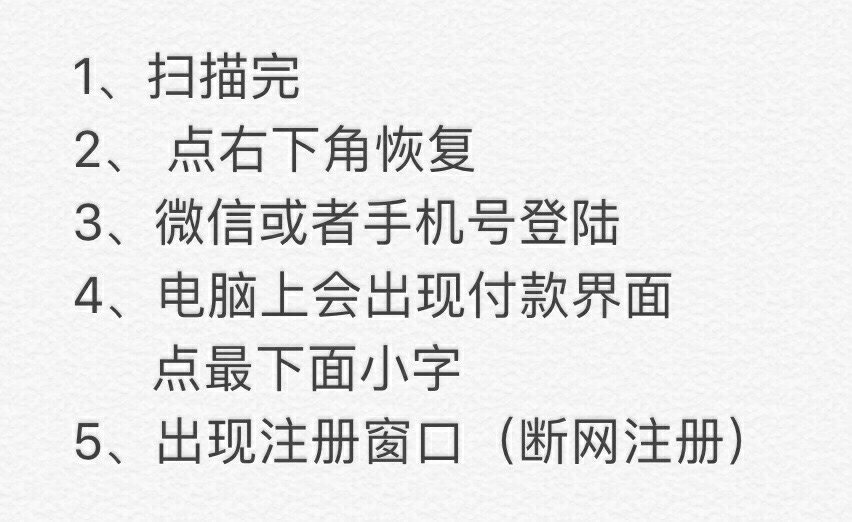 1、扫描完
2、 点右下角恢复
3、微信或者手机号登陆
4、电脑上会出现付款界面
点最下面小字
5、出现注册窗口（断网注册）